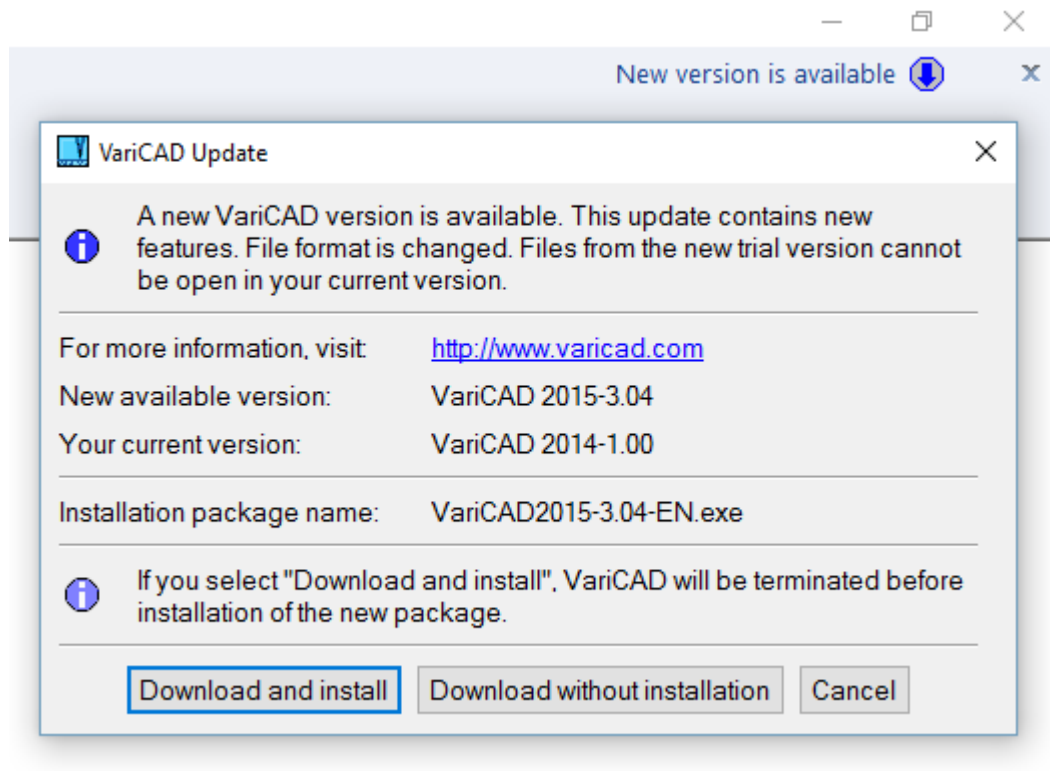 New version is available
VariCAD Update
A new VariCAD version is available. This update contains new
features. File format is changed. Files from the new trial version cannot
be open in your current version.
For more information, visit: http://www.varicad.com
New available version: VariCAD 2015-3.04
Your current version: VariCAD 2014-1.00
Installation package name: VariCAD2015-3.04-EN.exe
If you select "Download and install", VariCAD will be terminated before
installation of the new package.
Download and install Download without installation Cancel